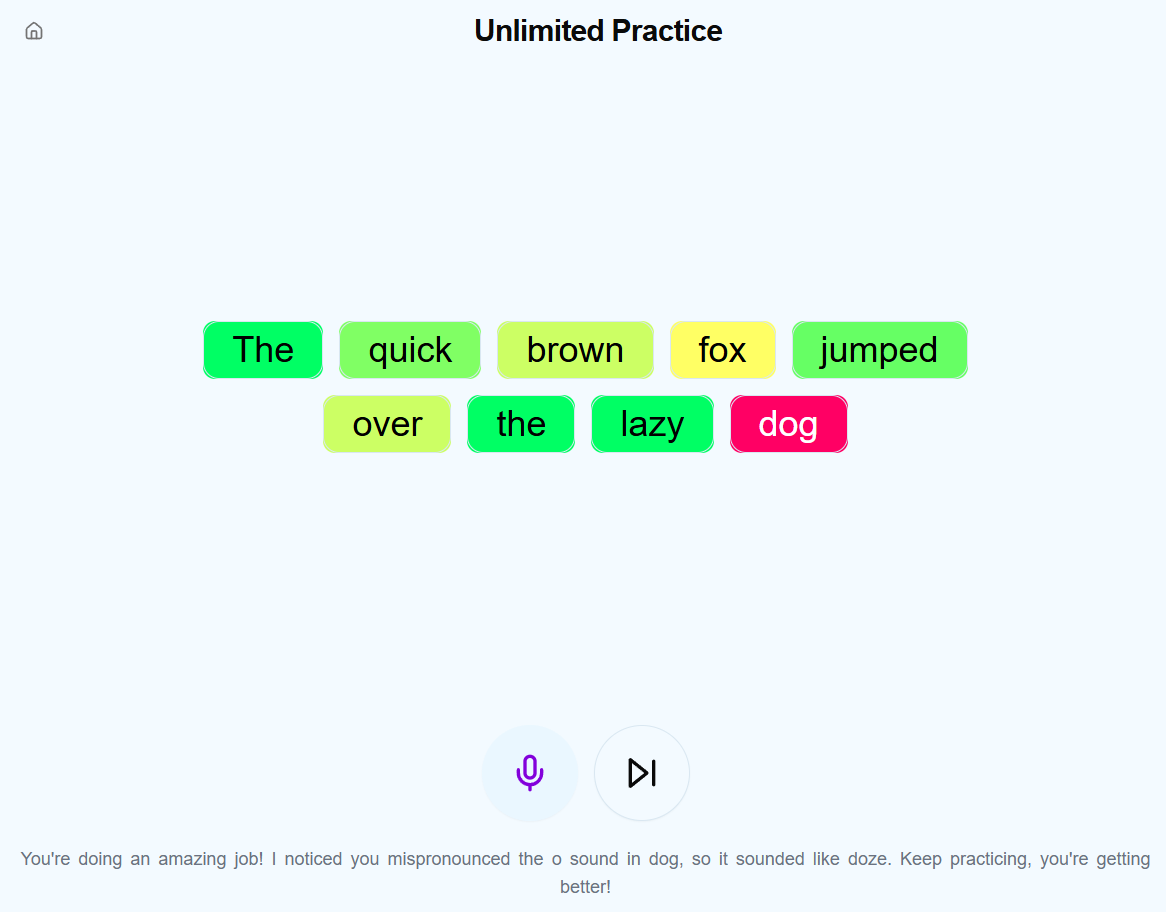 Unlimited Practice
The quick brown fox jumped
over the lazy dog
You're doing an amazing job! I noticed you mispronounced the o sound in dog, so it sounded like doze. Keep practicing, you're getting
better!